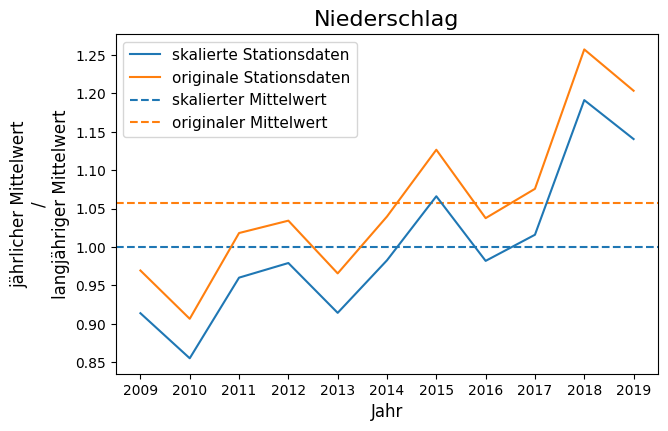 Niederschlag
skalierte Stationsdaten
originale Stationsdaten
skalierter Mittelwert
originaler Mittelwert
jährlicher Mittelwert
/
langjähriger Mittelwert
1.25
1.20
1.15
1.10
1.05
1.00
0.95
0.90
0.85
2009 2010 2011 2012 2013 2014 2015 2016 2017 2018 2019
Jahr